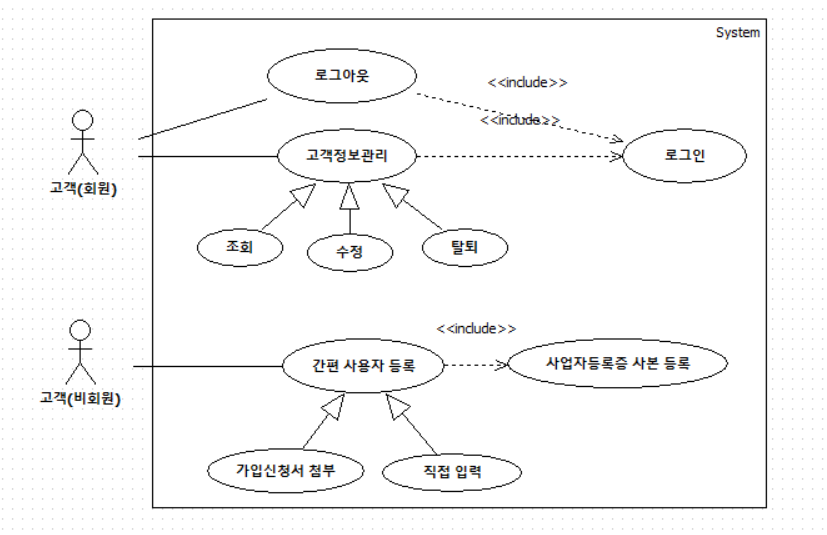 System
로그아웃
<<include>>
<<include>>
고객정보관리
로그인
고객(회원)
조회
수정
탈퇴
<<include>>
간편 사용자 등록
사업자등록증 사본 등록
고객(비회원)
가입신청서 첨부
직접 입력